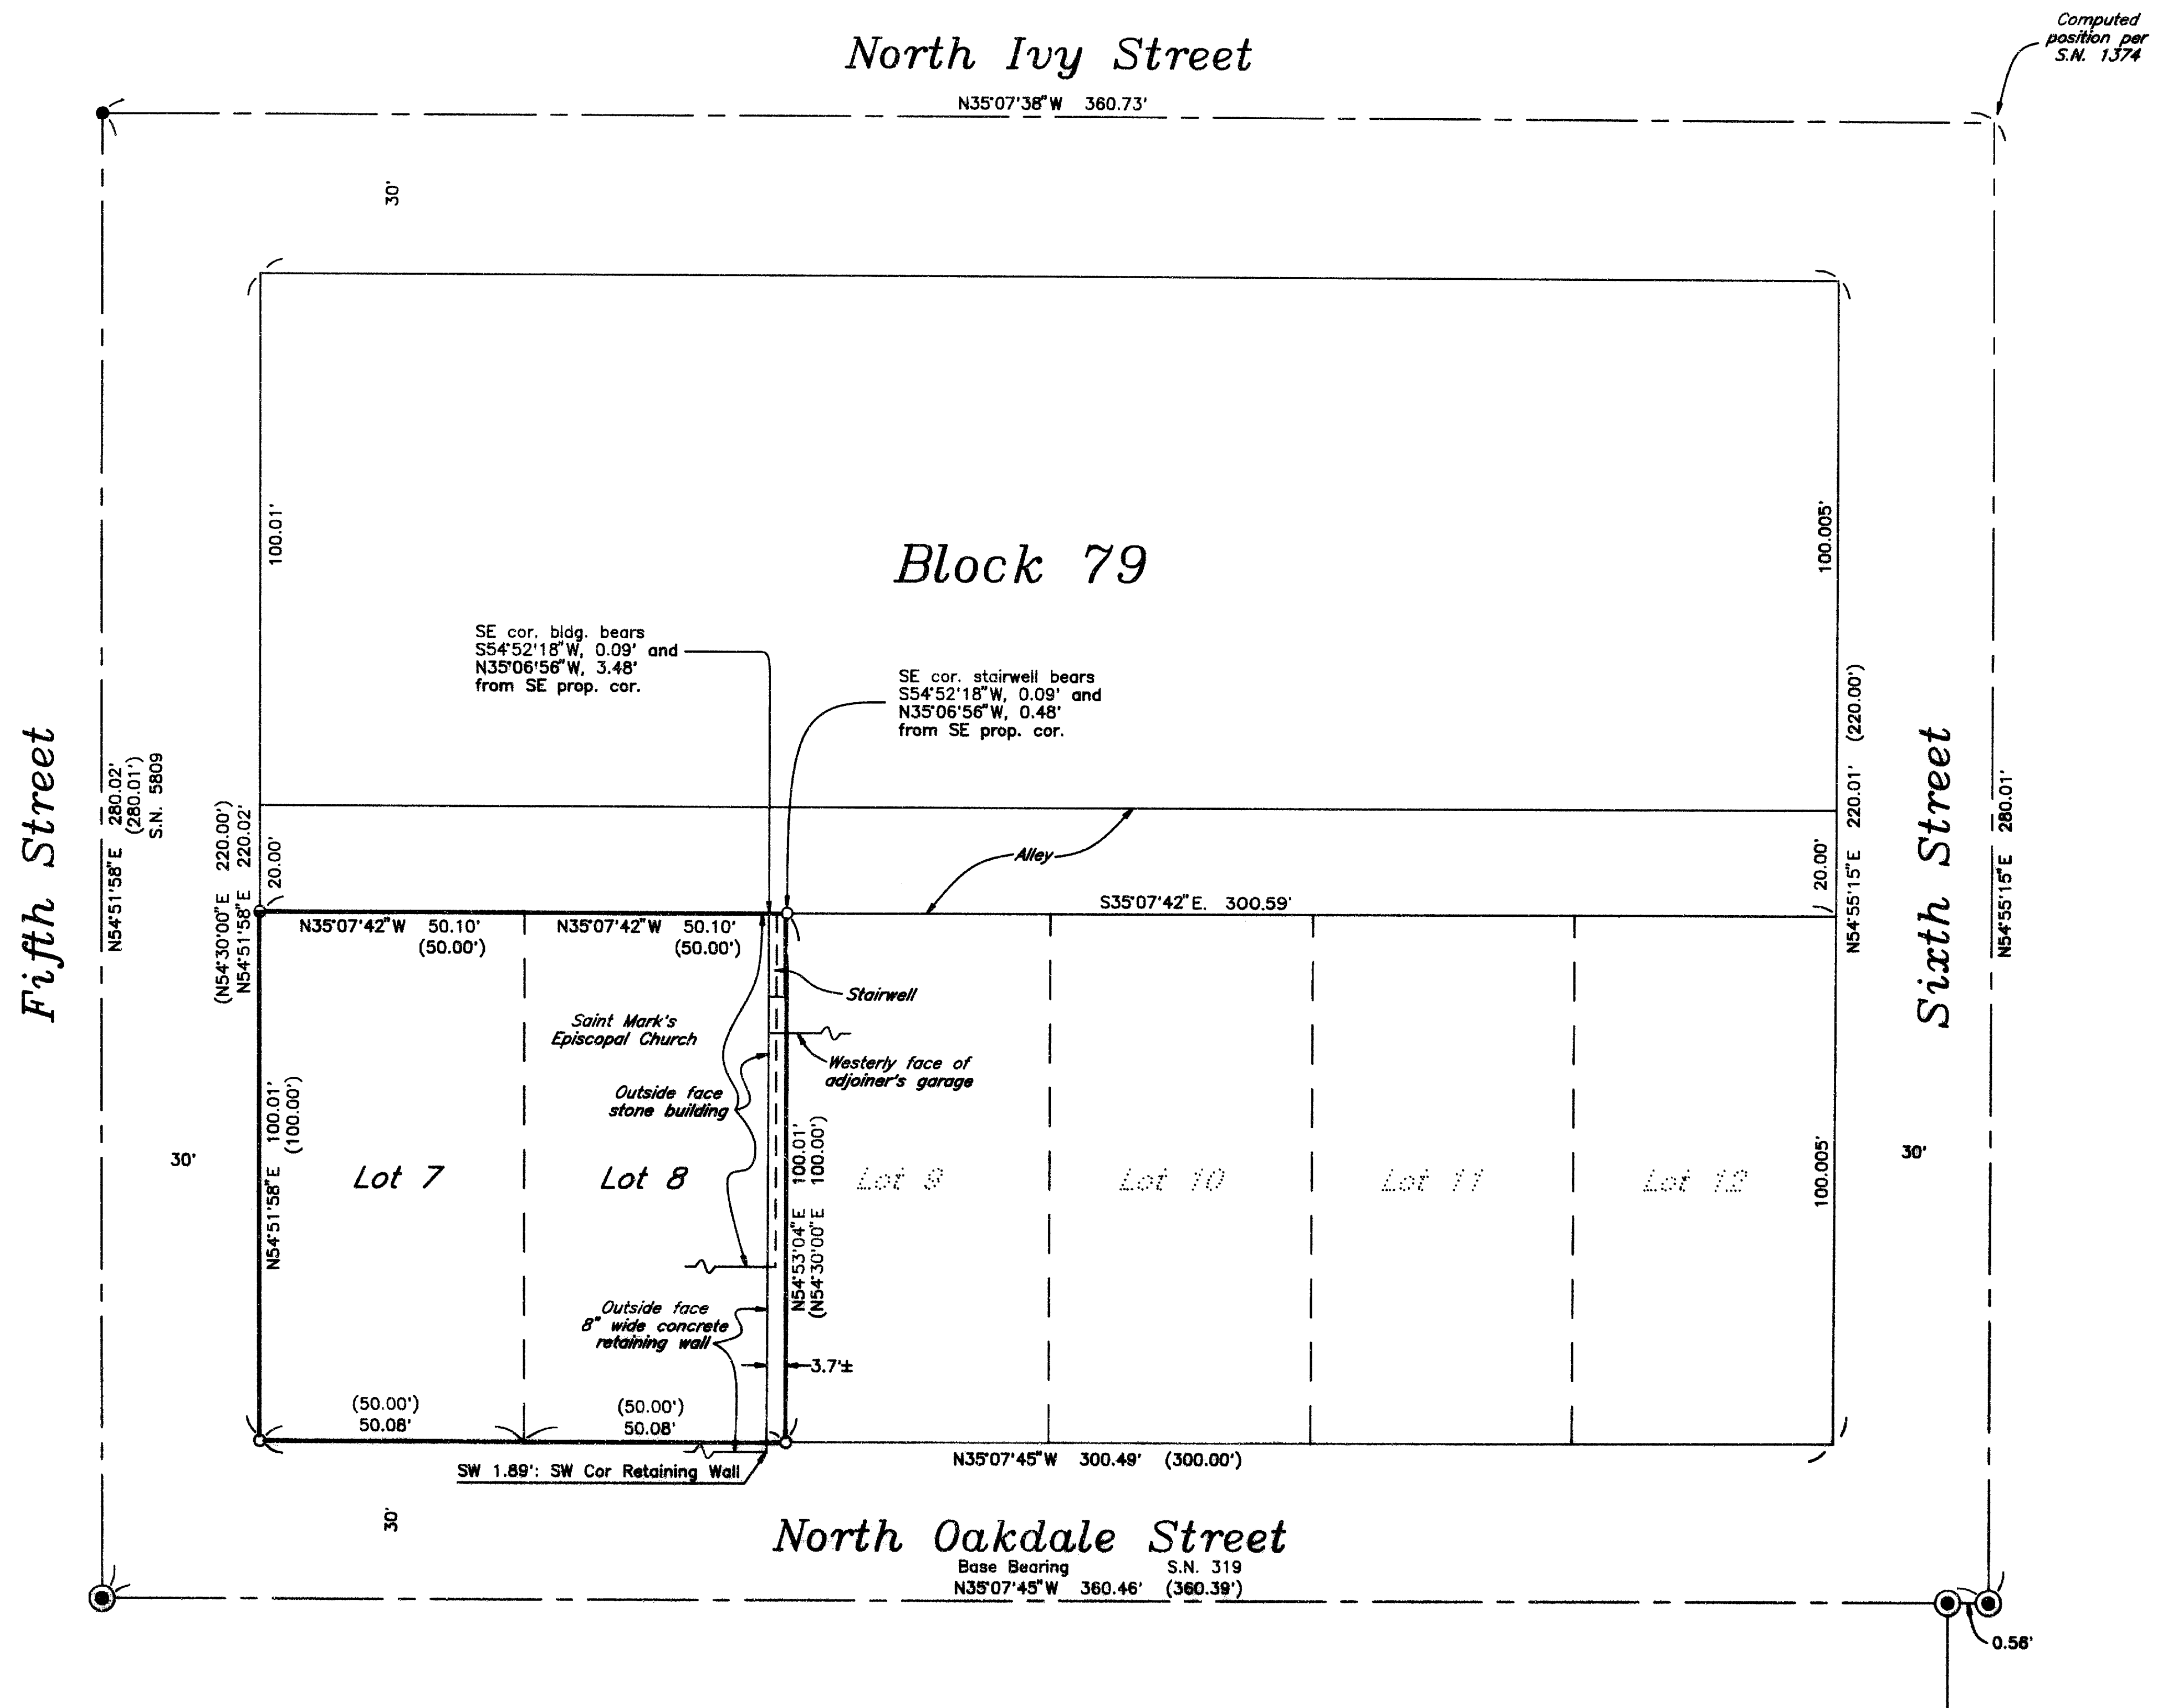 Computed
position per
S.N. 1374
North Ivy Street
N35°07'38"W 360.73'
30'
100.01'
100.005'
Block 79
SE cor. bldg. bears
S54°52'18"W, 0.09' and
N35°06'56"W, 3.48'
from SE prop. cor.
SE cor. stairwell bears
S54°52'18"W, 0.09' and
N35°06'56"W, 0.48'
from SE prop. cor.
Fifth Street
N54°51'58"E 280.02'
(280.01')
S.N. 5809
(N54°30'00"E 220.00')
N54°51'58"E 220.02'
20.00'
Alley
20.00'
N54°55'15"E 220.01' (220.00')
Sixth Street
N54°55'15"E 280.01'
S35°07'42"E. 300.59'
N35°07'42"W 50.10'
(50.00')
N35°07'42"W 50.10'
(50.00')
Stairwell
Saint Mark's
Episcopal Church
Westerly face of
adjoiner's garage
Outside face
stone building
N54°51'58"E 100.01'
(100.00')
30'
Lot 7
Lot 8
N54°53'04"E 100.01'
(N54°30'00"E 100.00')
Lot 9
Lot 10
Lot 11
Lot 12
100.005'
30'
Outside face
8" wide concrete
retaining wall
3.7'±
(50.00')
50.08'
(50.00')
50.08'
SW 1.89': SW Cor Retaining Wall
N35°07'45"W 300.49' (300.00')
30'
North Oakdale Street
Base Bearing S.N. 319
N35°07'45"W 360.46' (360.39')
0.56'